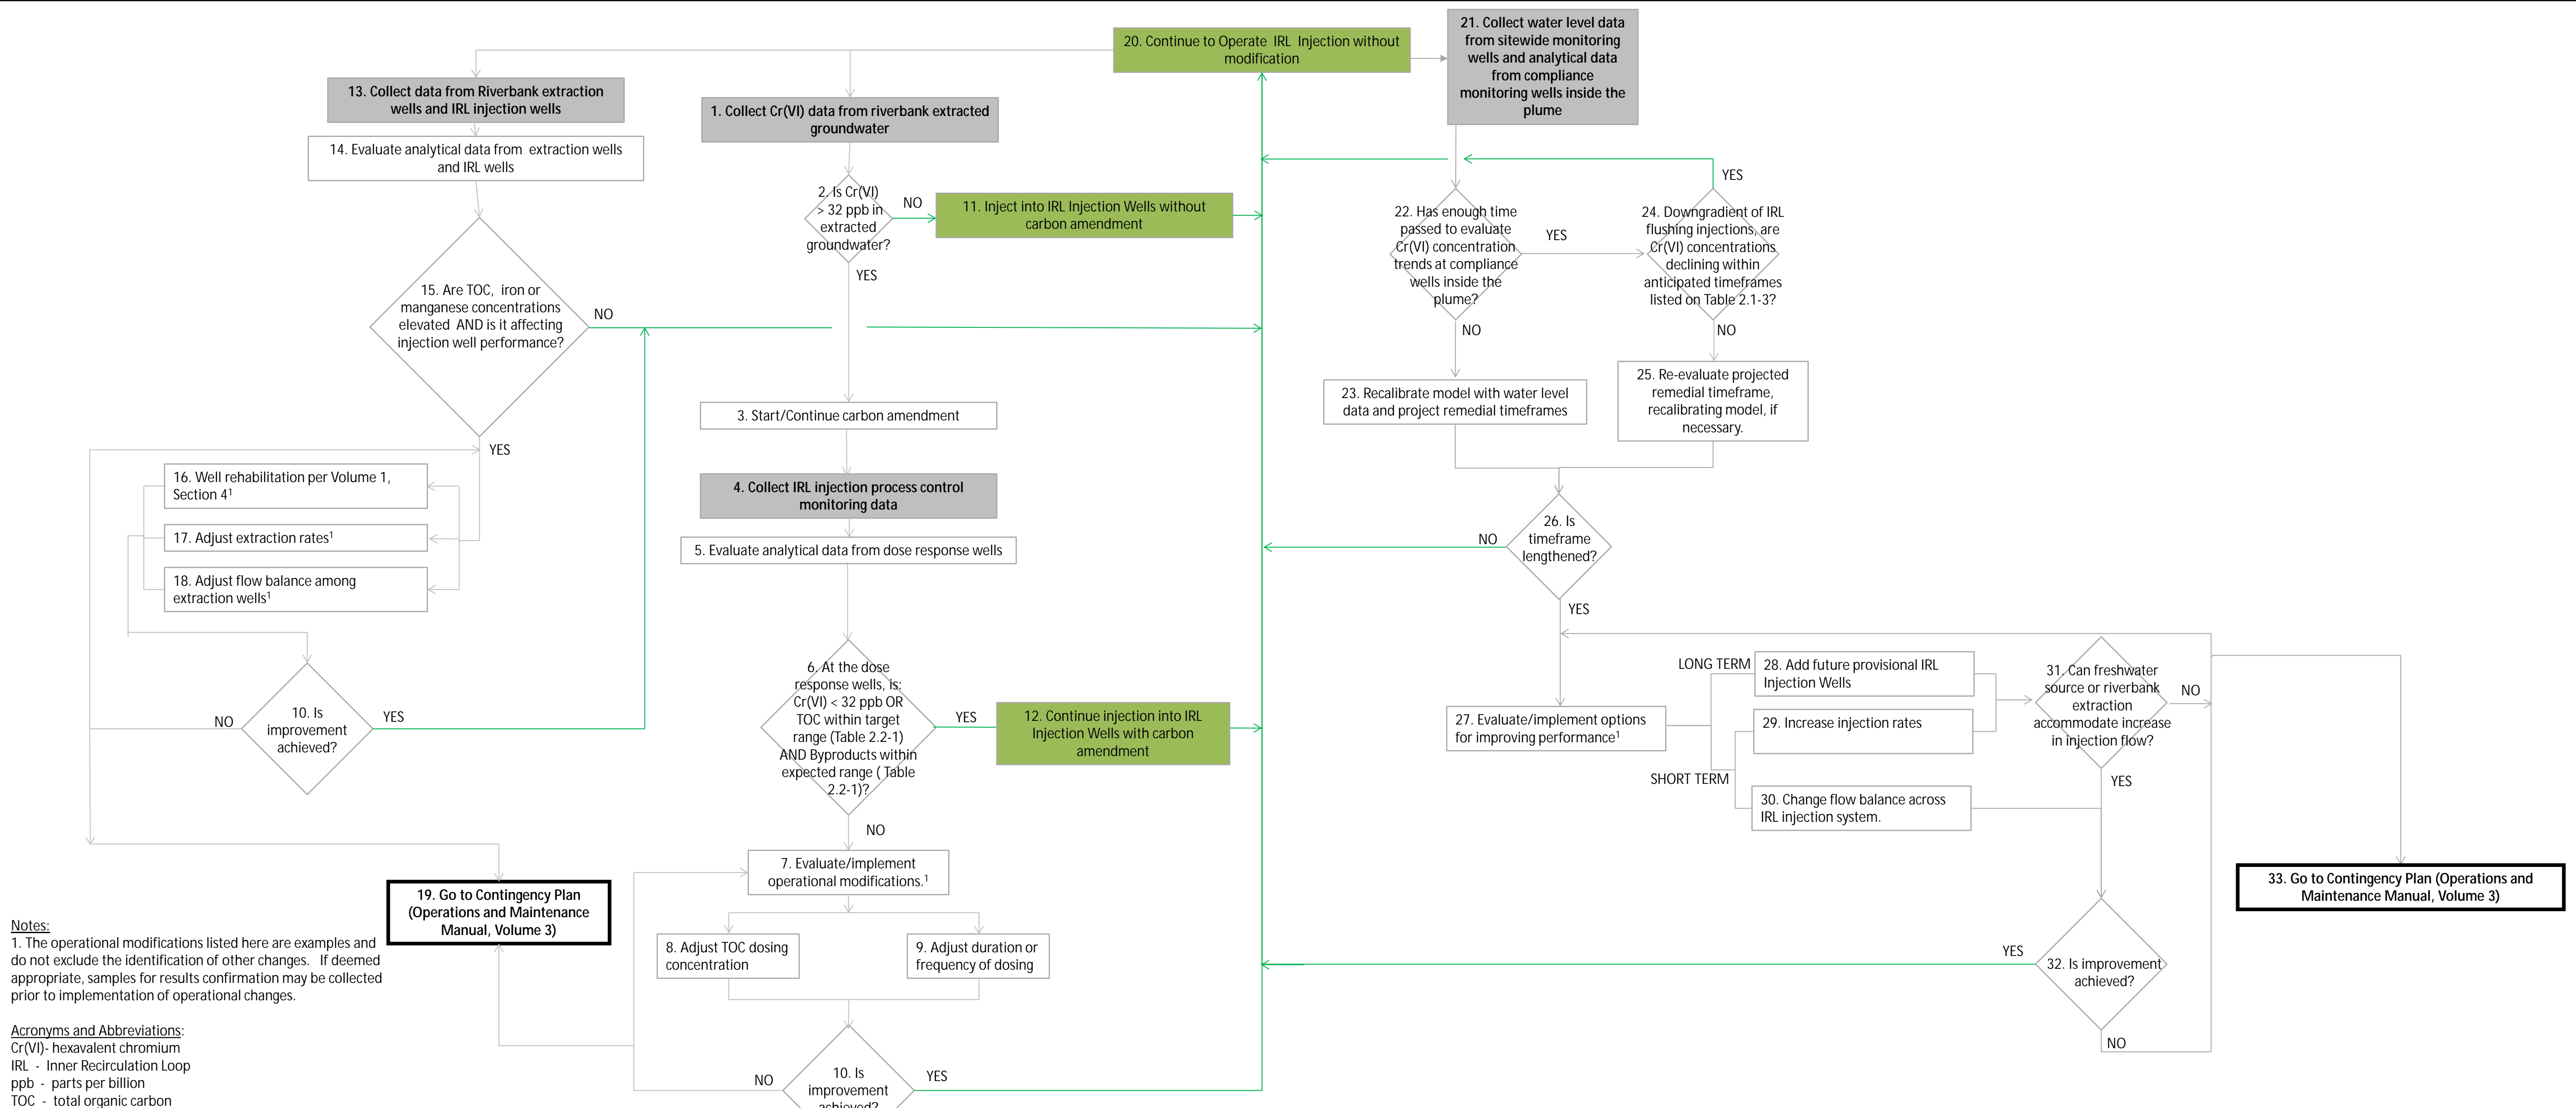 20. Continue to Operate  IRL  Injection without
modification
21. Collect water level data
from sitewide monitoring
wells and analytical data
from compliance
monitoring wells inside the
plume
13. Collect data from Riverbank extraction
wells and IRL injection wells
1. Collect Cr(VI) data from riverbank extracted
groundwater
14. Evaluate analytical data from  extraction wells
and IRL wells
2. Is Cr(VI)
> 32 ppb in
extracted
groundwater?
NO
YES
11. Inject into IRL Injection Wells without
carbon amendment
22. Has enough time
passed to evaluate
Cr(VI) concentration
trends at compliance
wells inside the
plume?
YES
NO
24. Downgradient of IRL
flushing injections, are
Cr(VI) concentrations
declining within
anticipated timeframes
listed on Table 2.1-3?
YES
NO
15. Are TOC,  iron or
manganese concentrations
elevated  AND is it affecting
injection well performance?
NO
YES
3. Start/Continue carbon amendment
23. Recalibrate model with water level
data and project remedial timeframes
25. Re-evaluate projected
remedial timeframe,
recalibrating model, if
necessary.
16. Well rehabilitation per Volume 1,
Section 4¹
17. Adjust extraction rates¹
18. Adjust flow balance among
extraction wells¹
4. Collect IRL injection process control
monitoring data
5. Evaluate analytical data from dose response wells
26. Is
timeframe
lengthened?
NO
YES
10. Is
improvement
achieved?
NO
YES
6. At the dose
response wells, is:
Cr(VI) < 32 ppb OR
TOC within target
range (Table 2.2-1)
AND Byproducts within
expected range ( Table
2.2-1)?
YES
NO
12. Continue injection into IRL
Injection Wells with carbon
amendment
27. Evaluate/implement options
for improving performance¹
LONG TERM
SHORT TERM
28. Add future provisional IRL
Injection Wells
29. Increase injection rates
30. Change flow balance across
IRL injection system.
31. Can freshwater
source or riverbank
extraction
accommodate increase
in injection flow?
NO
YES
7. Evaluate/implement
operational modifications.¹
8. Adjust TOC dosing
concentration
9. Adjust duration or
frequency of dosing
19. Go to Contingency Plan
(Operations and Maintenance
Manual, Volume 3)
33. Go to Contingency Plan (Operations and
Maintenance Manual, Volume 3)
32. Is improvement
achieved?
YES
NO
10. Is
improvement
achieved?
NO
YES
Notes:
1. The operational modifications listed here are examples and
do not exclude the identification of other changes.   If deemed
appropriate, samples for results confirmation may be collected
prior to implementation of operational changes.
Acronyms and Abbreviations:
Cr(VI)- hexavalent chromium
IRL  -  Inner Recirculation Loop
ppb  -  parts per billion
TOC  -  total organic carbon